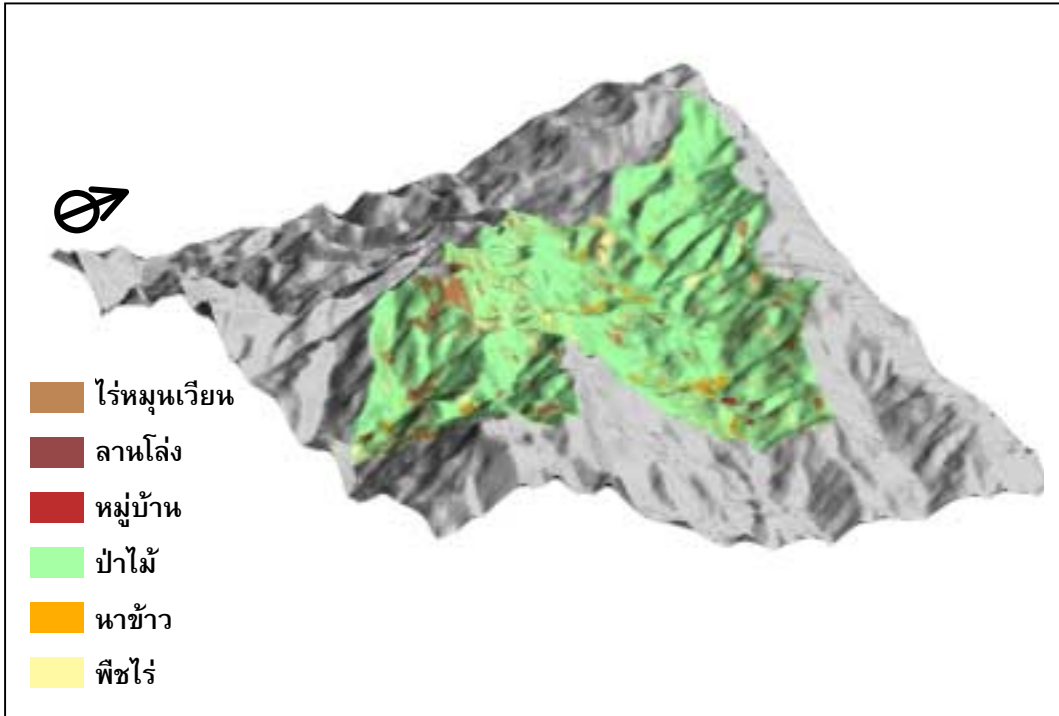 ไร่หมุนเวียน
ลานโล่ง
หมู่บ้าน
ป่าไม้
นาข้าว
พืชไร่